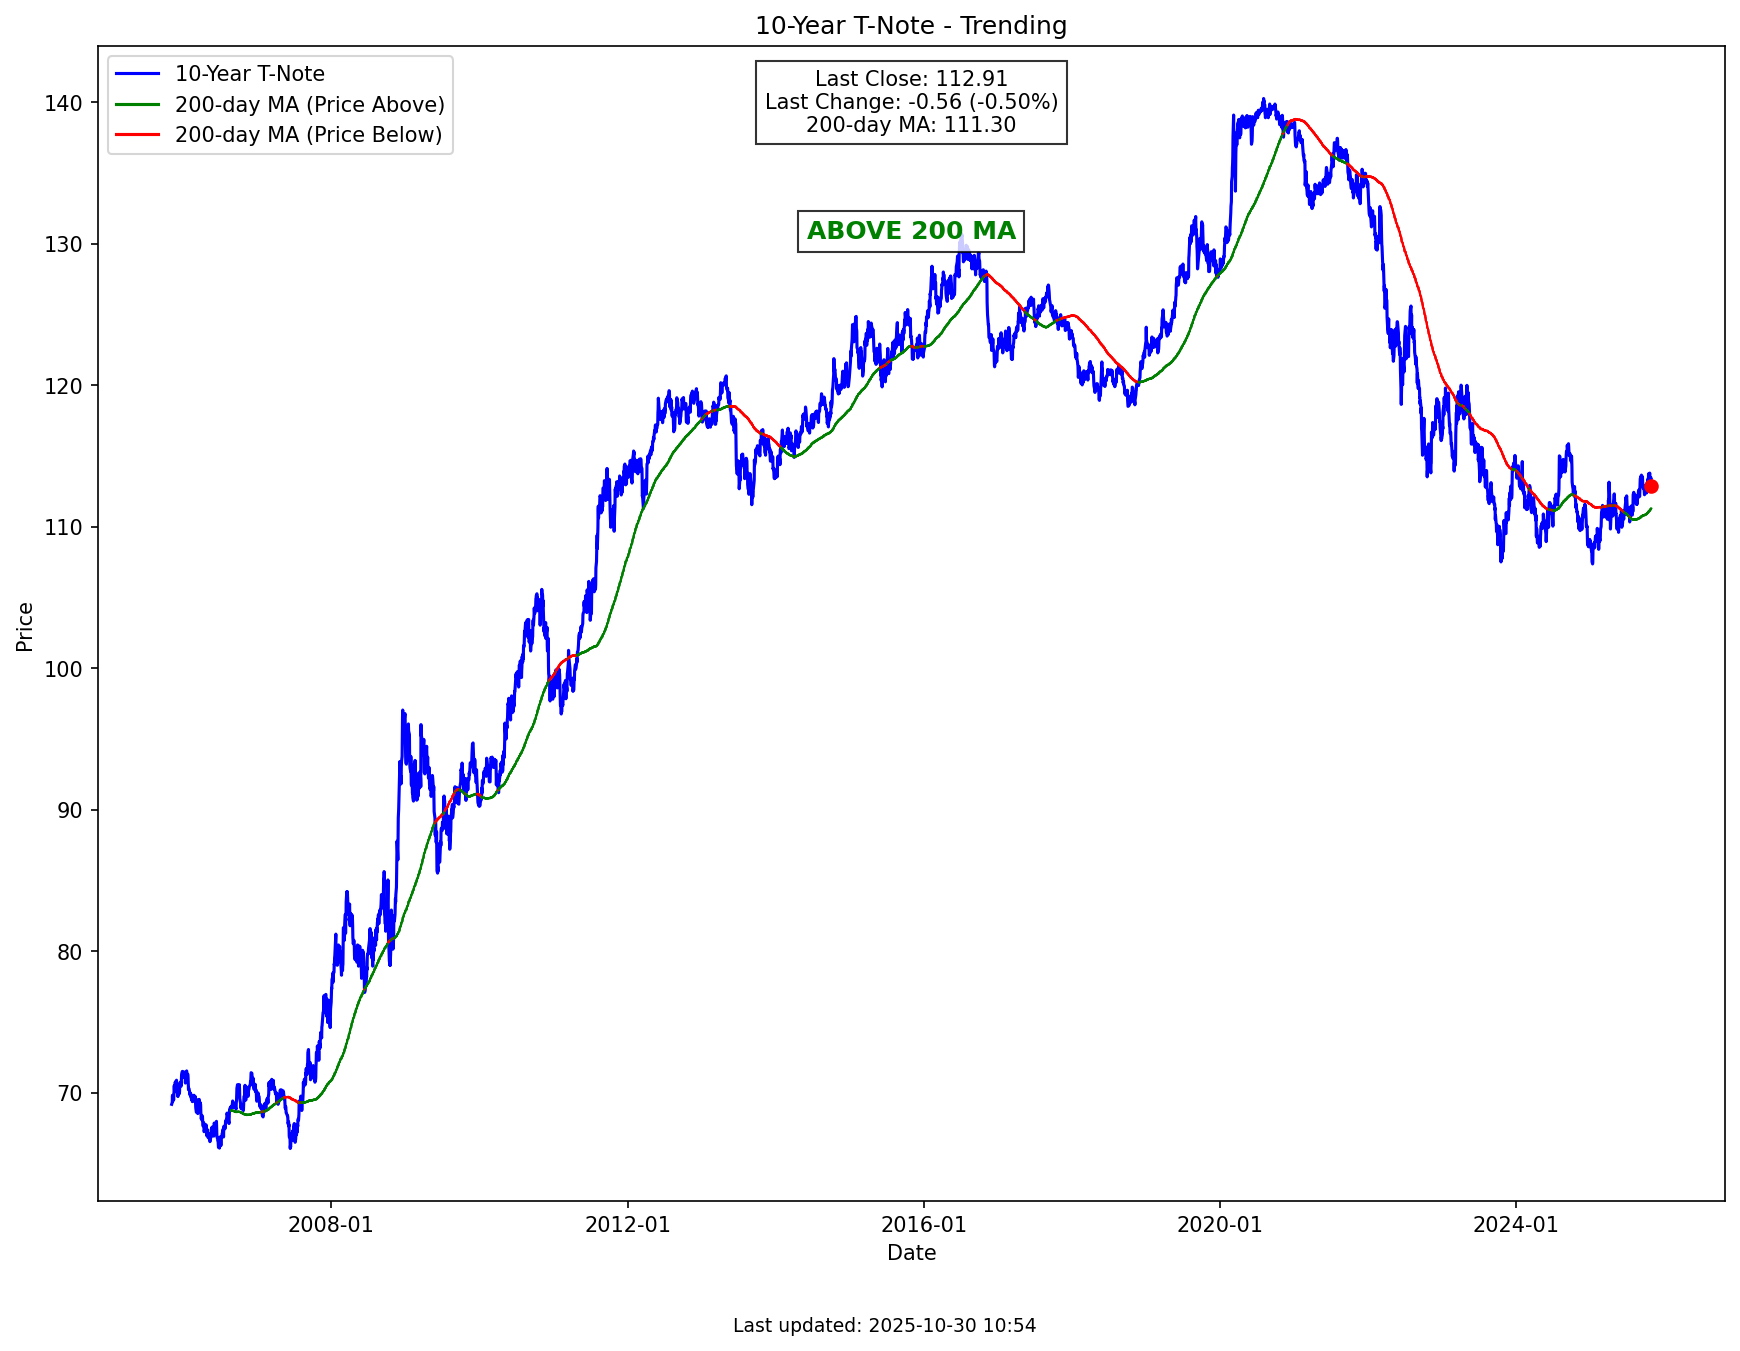 10-Year T-Note - Trending
10-Year T-Note
200-day MA (Price Above)
200-day MA (Price Below)
Last Close: 112.91
Last Change: -0.56 (-0.50%)
200-day MA: 111.30
ABOVE 200 MA
Price
140
130
120
110
100
90
80
70
2008-01
2012-01
2016-01
2020-01
2024-01
Date
Last updated: 2025-10-30 10:54